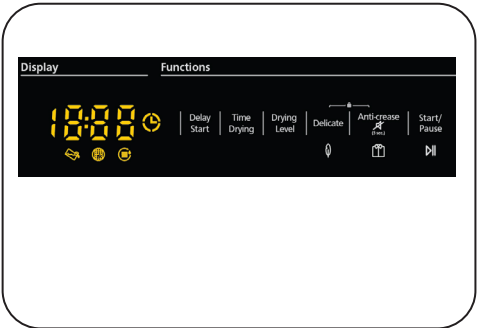 Display Functions
18:88
Delay Start
Time Drying
Drying Level
Delicate
Anti-crease
(3 sec.)
Start/ Pause